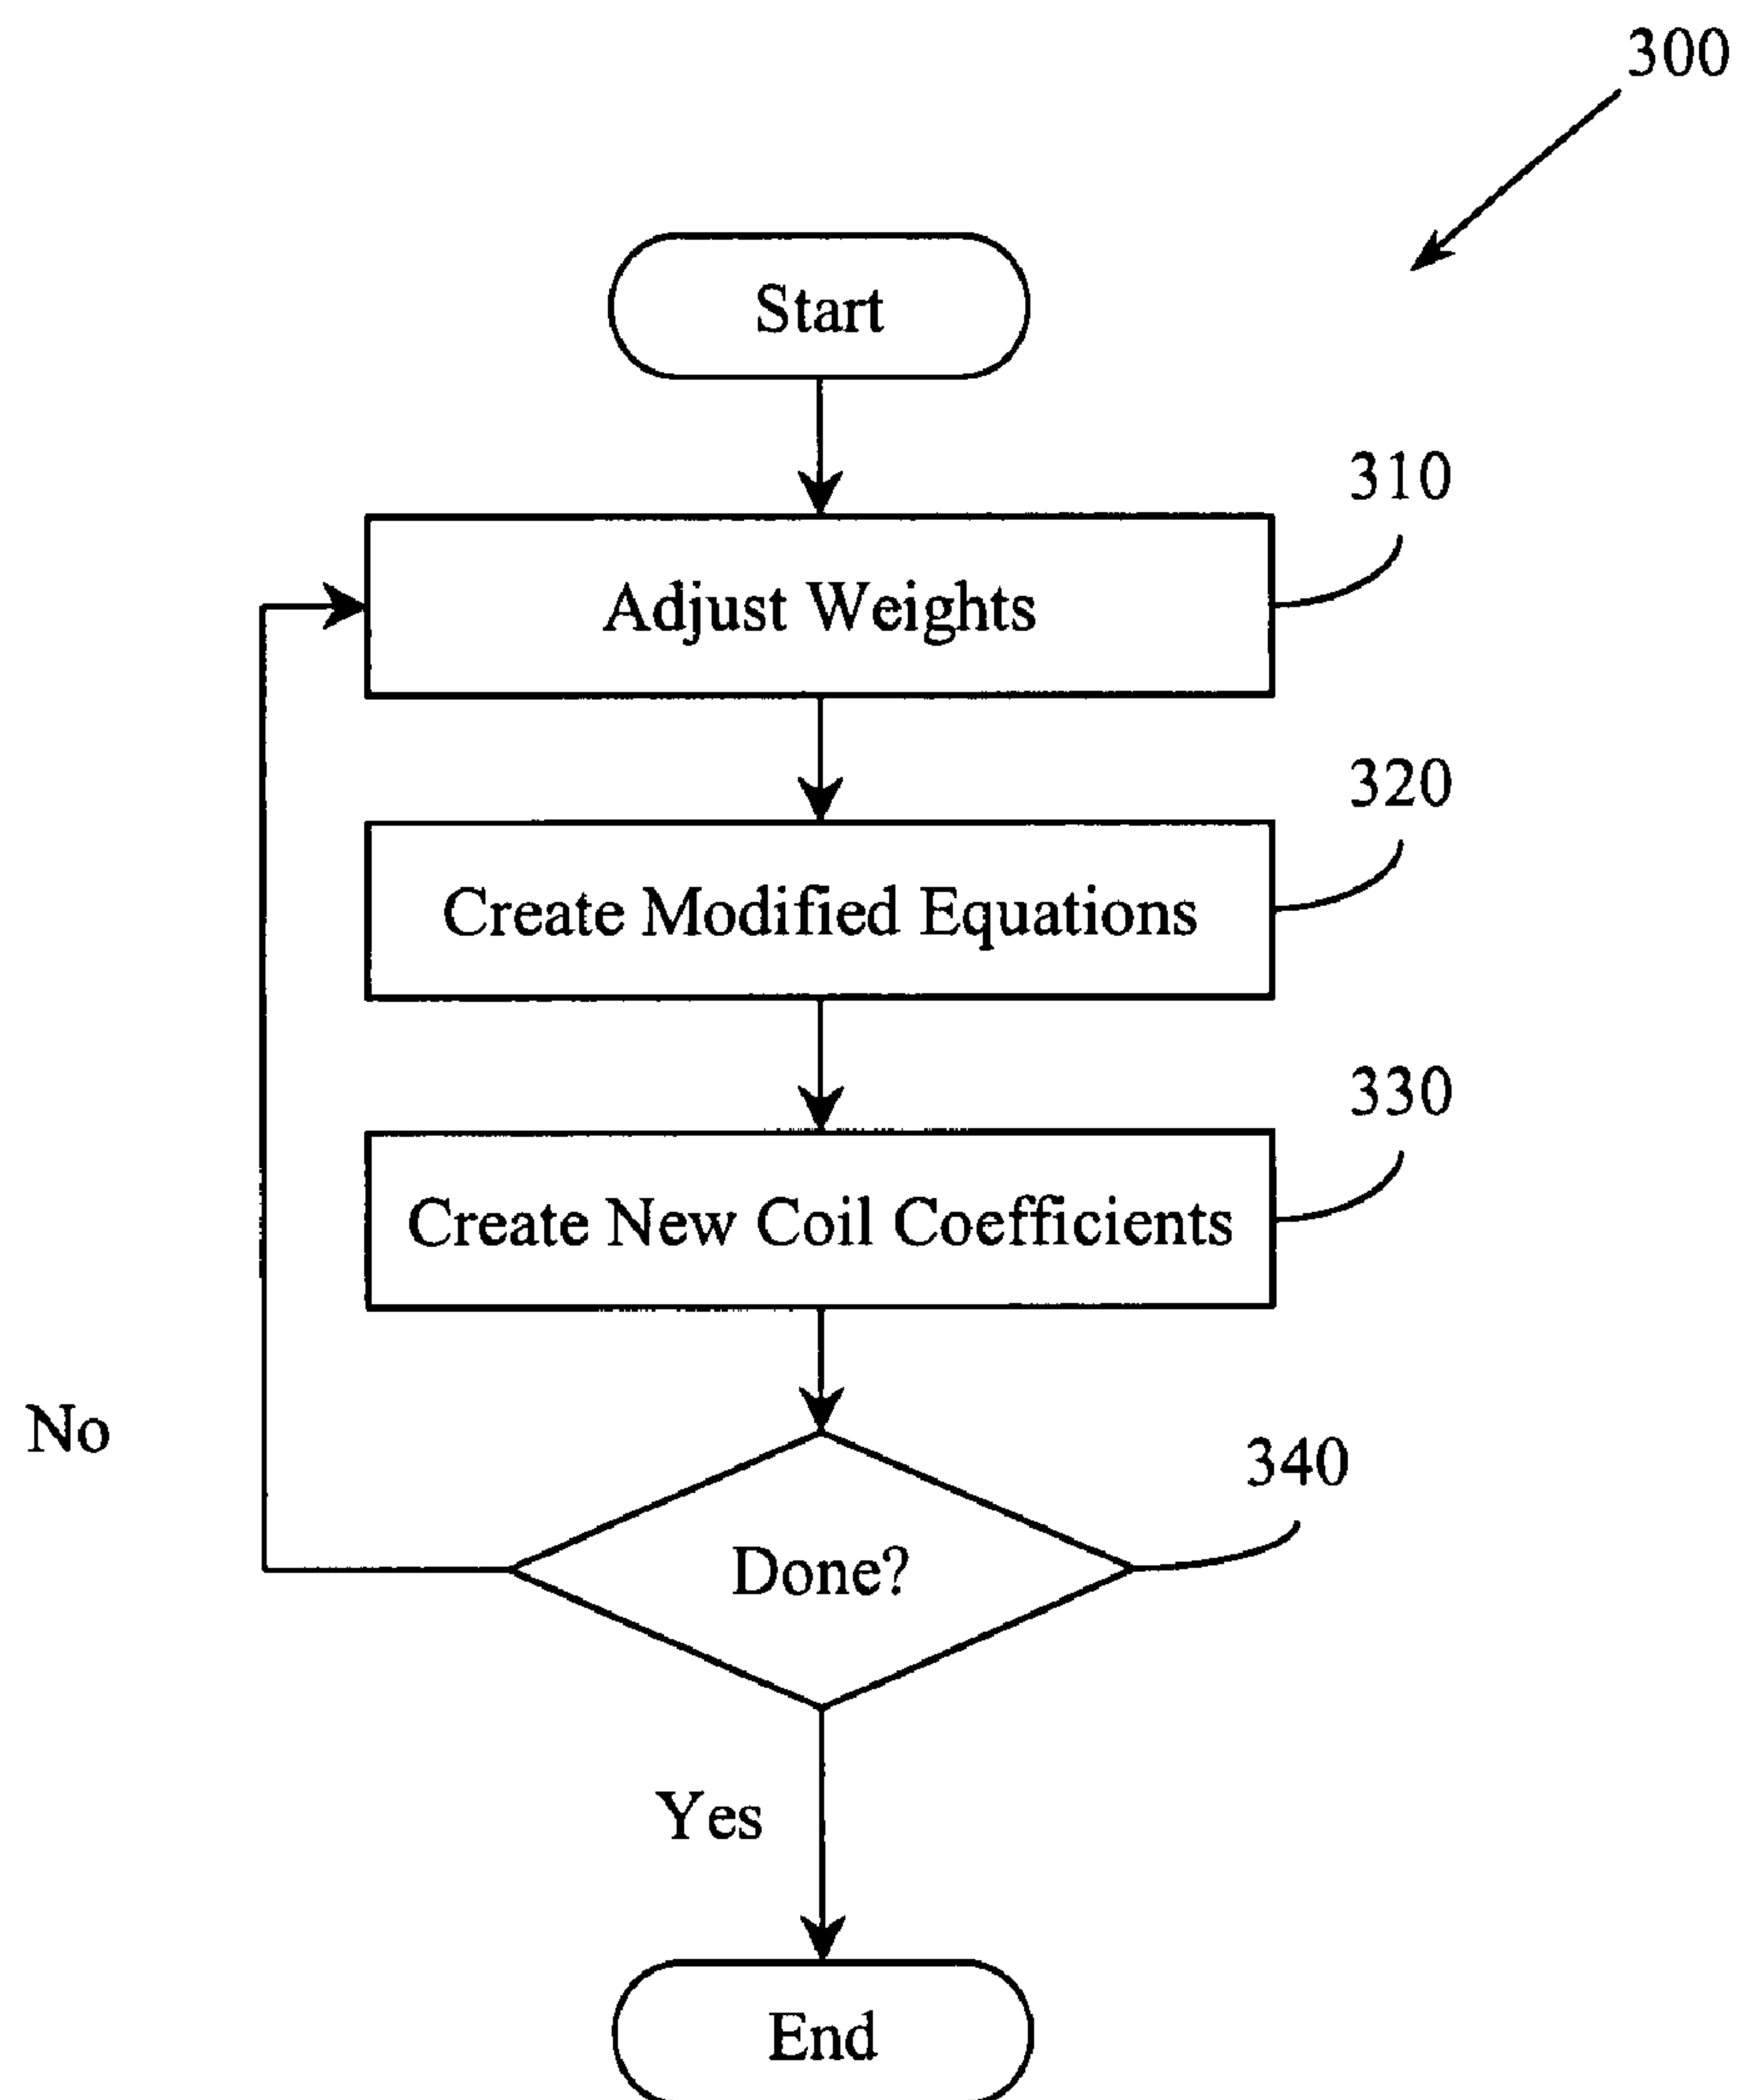 300
Start
310
Adjust Weights
320
Create Modified Equations
330
Create New Coil Coefficients
No
340
Done?
Yes
End